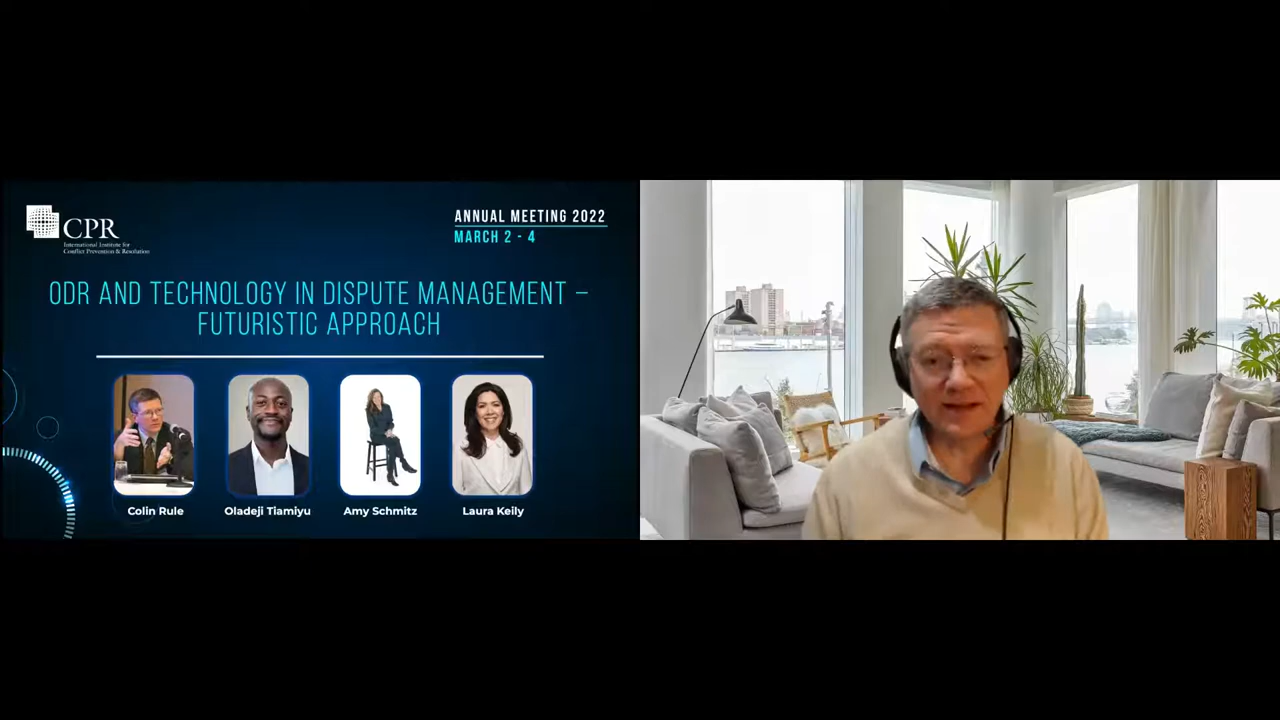 CPR
International Institute for
Conflict Prevention & Resolution
ANNUAL MEETING 2022
MARCH 2 - 4
ODR AND TECHNOLOGY IN DISPUTE MANAGEMENT –
FUTURISTIC APPROACH
Colin Rule
Oladeji Tiamiyu
Amy Schmitz
Laura Keily